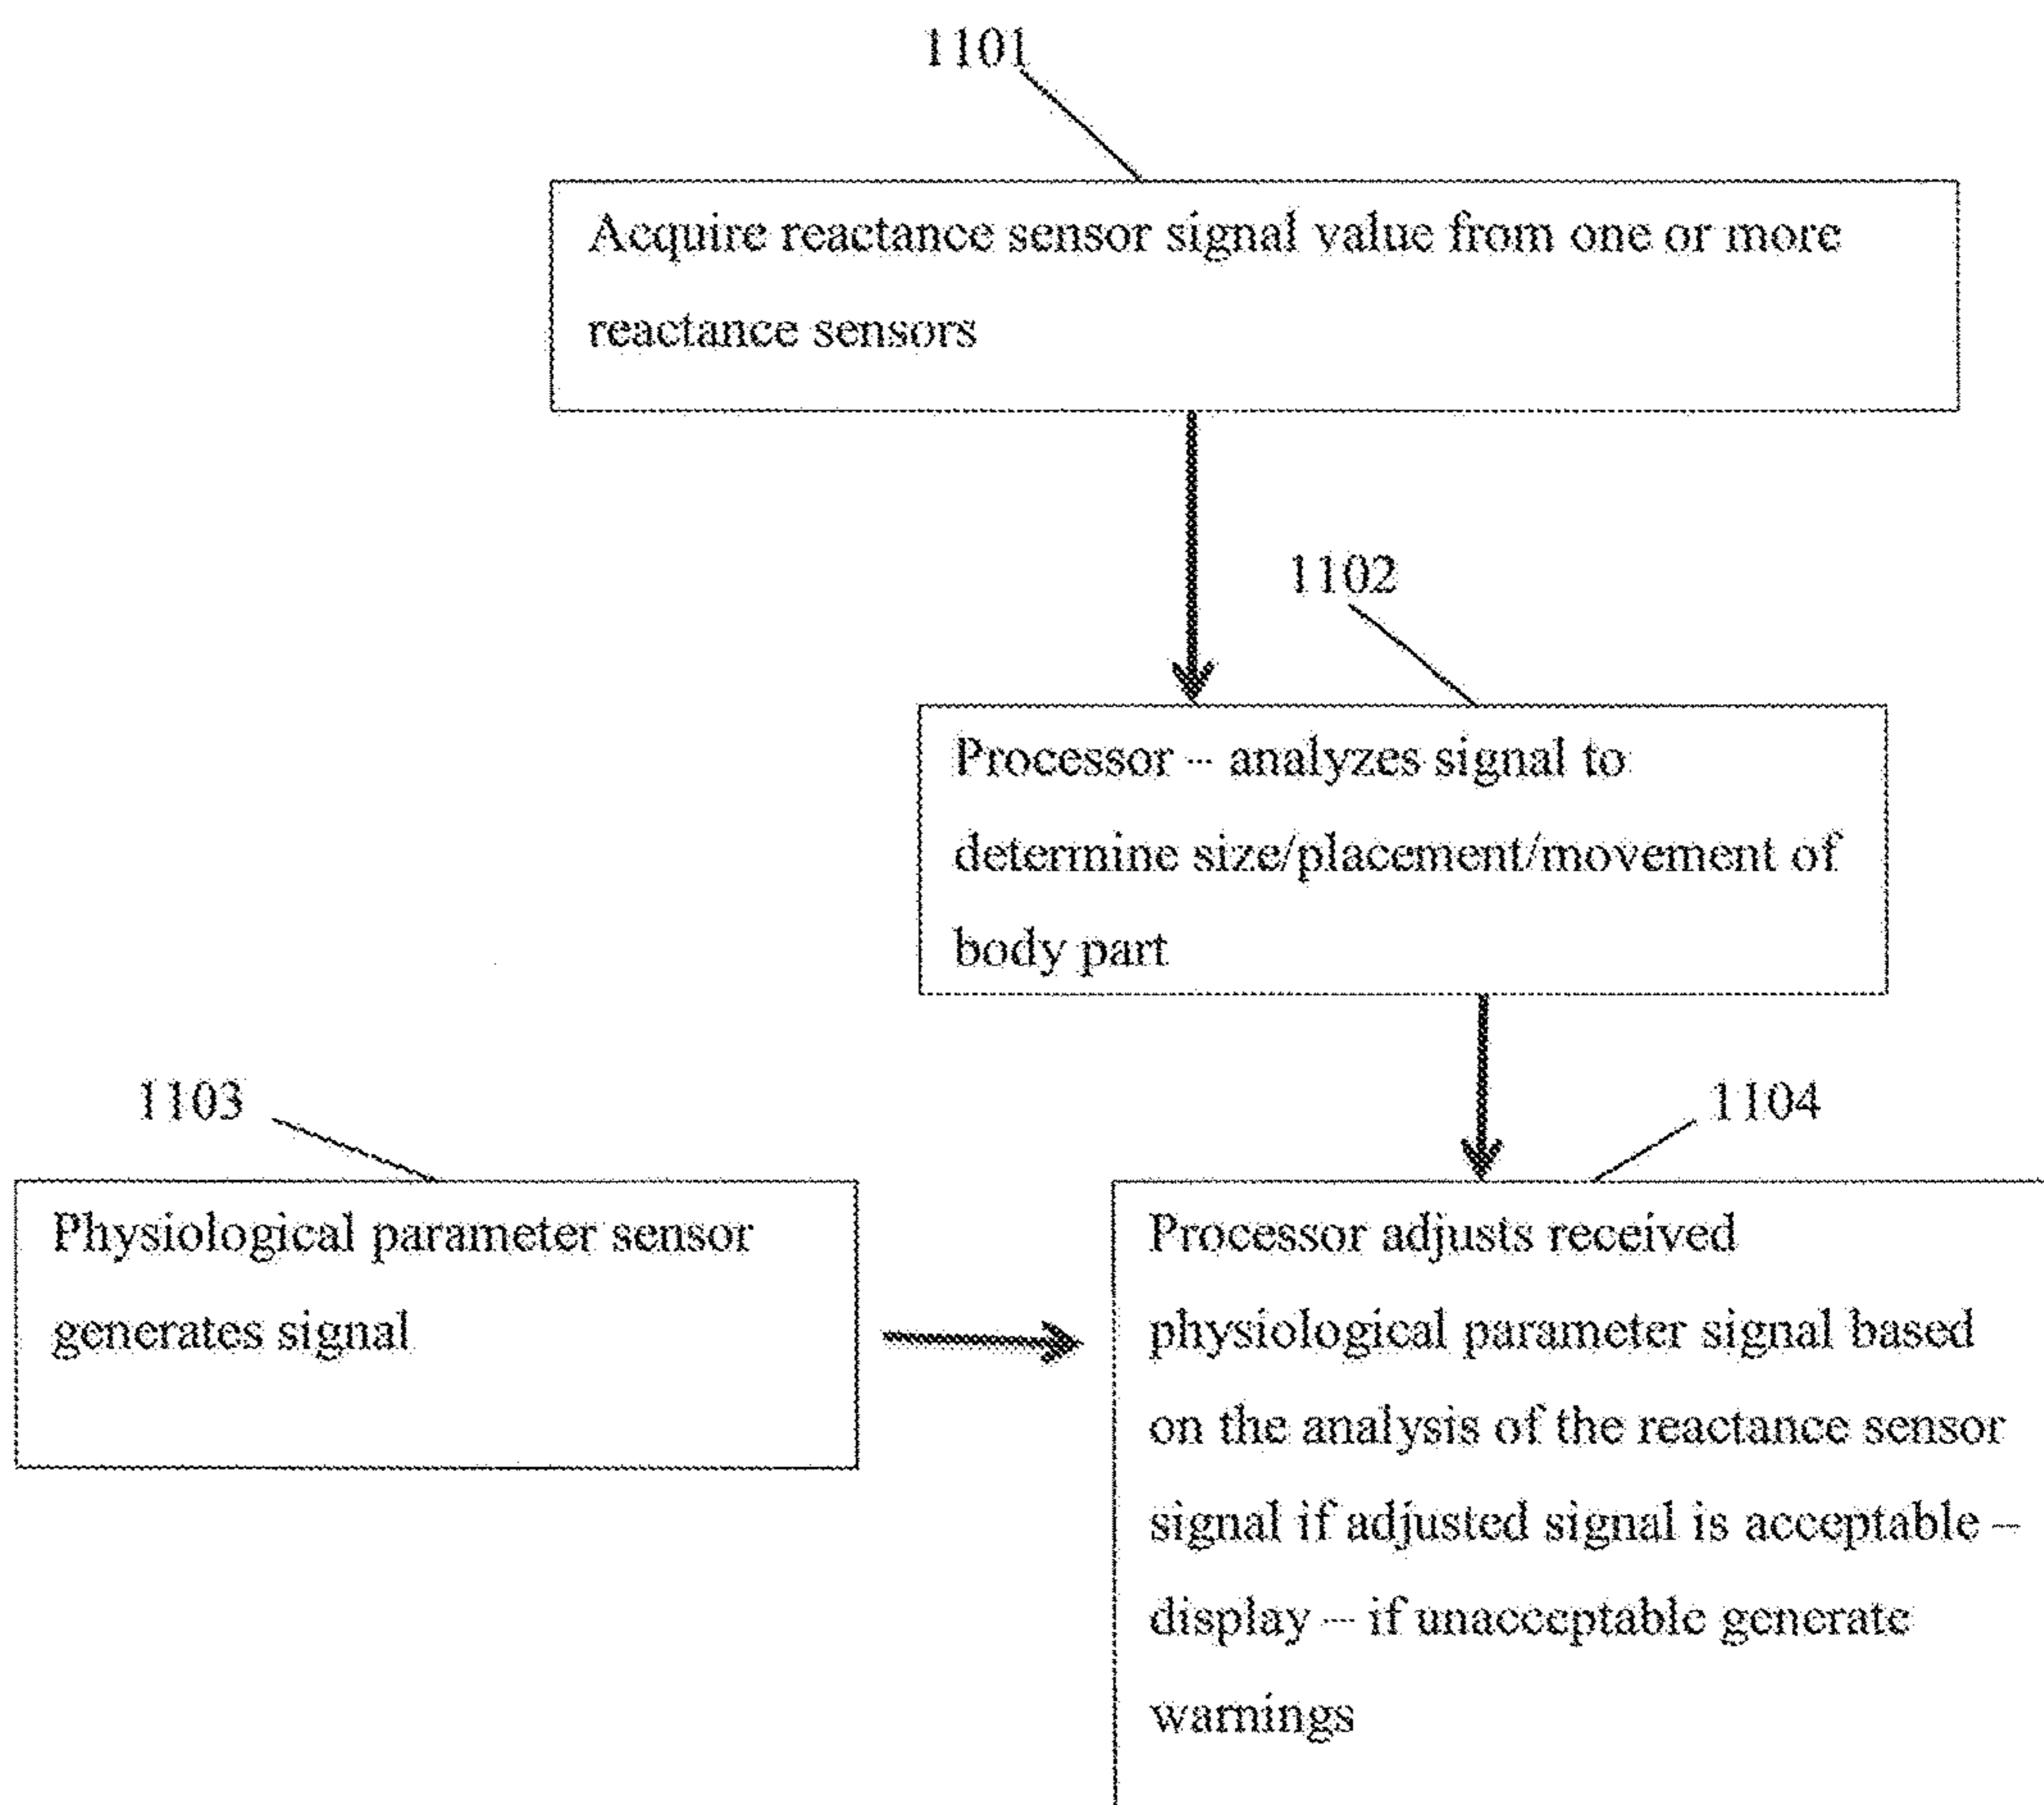 1101
Acquire reactance sensor signal value from one or more
reactance sensors
1102
Processor – analyzes signal to
determine size/placement/movement of
body part
1103
Physiological parameter sensor
generates signal
1104
Processor adjusts received
physiological parameter signal based
on the analysis of the reactance sensor
signal if adjusted signal is acceptable –
display – if unacceptable generate
warnings